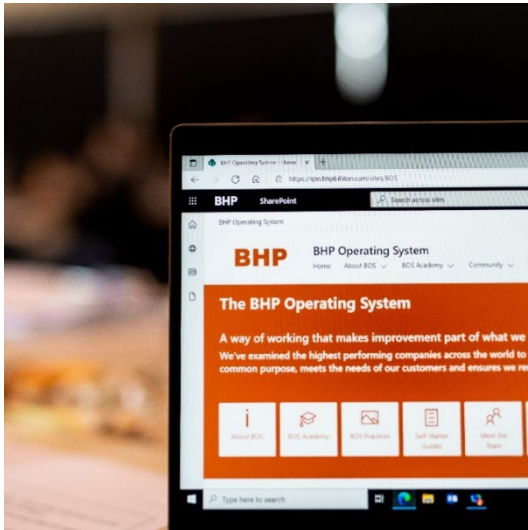 BHP Operating System - Home
https://spo.bhpbilliton.com/sites/BOS
BHP SharePoint Search across sites
BHP Operating System
BHP BHP Operating System
Home About BOS BOS Academy Community
The BHP Operating System
A way of working that makes improvement part of what we
We've examined the highest performing companies across the world to
common purpose, meets the needs of our customers and ensures we
About BOS BOS Academy BOS Practices Self-Starter Meet the
Guides Team
Type here to search